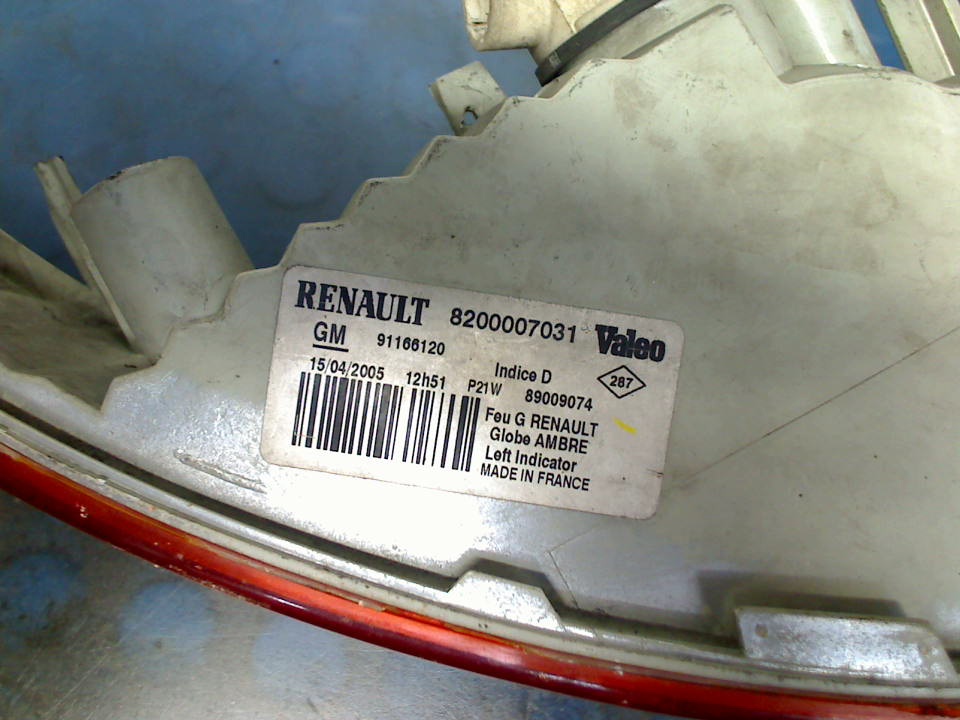 RENAULT 8200007031 Valeo
GM 91166120 Indice D 287
15/04/2005 12h51 P21W 89009074
Feu G RENAULT
Globe AMBRE
Left Indicator
MADE IN FRANCE